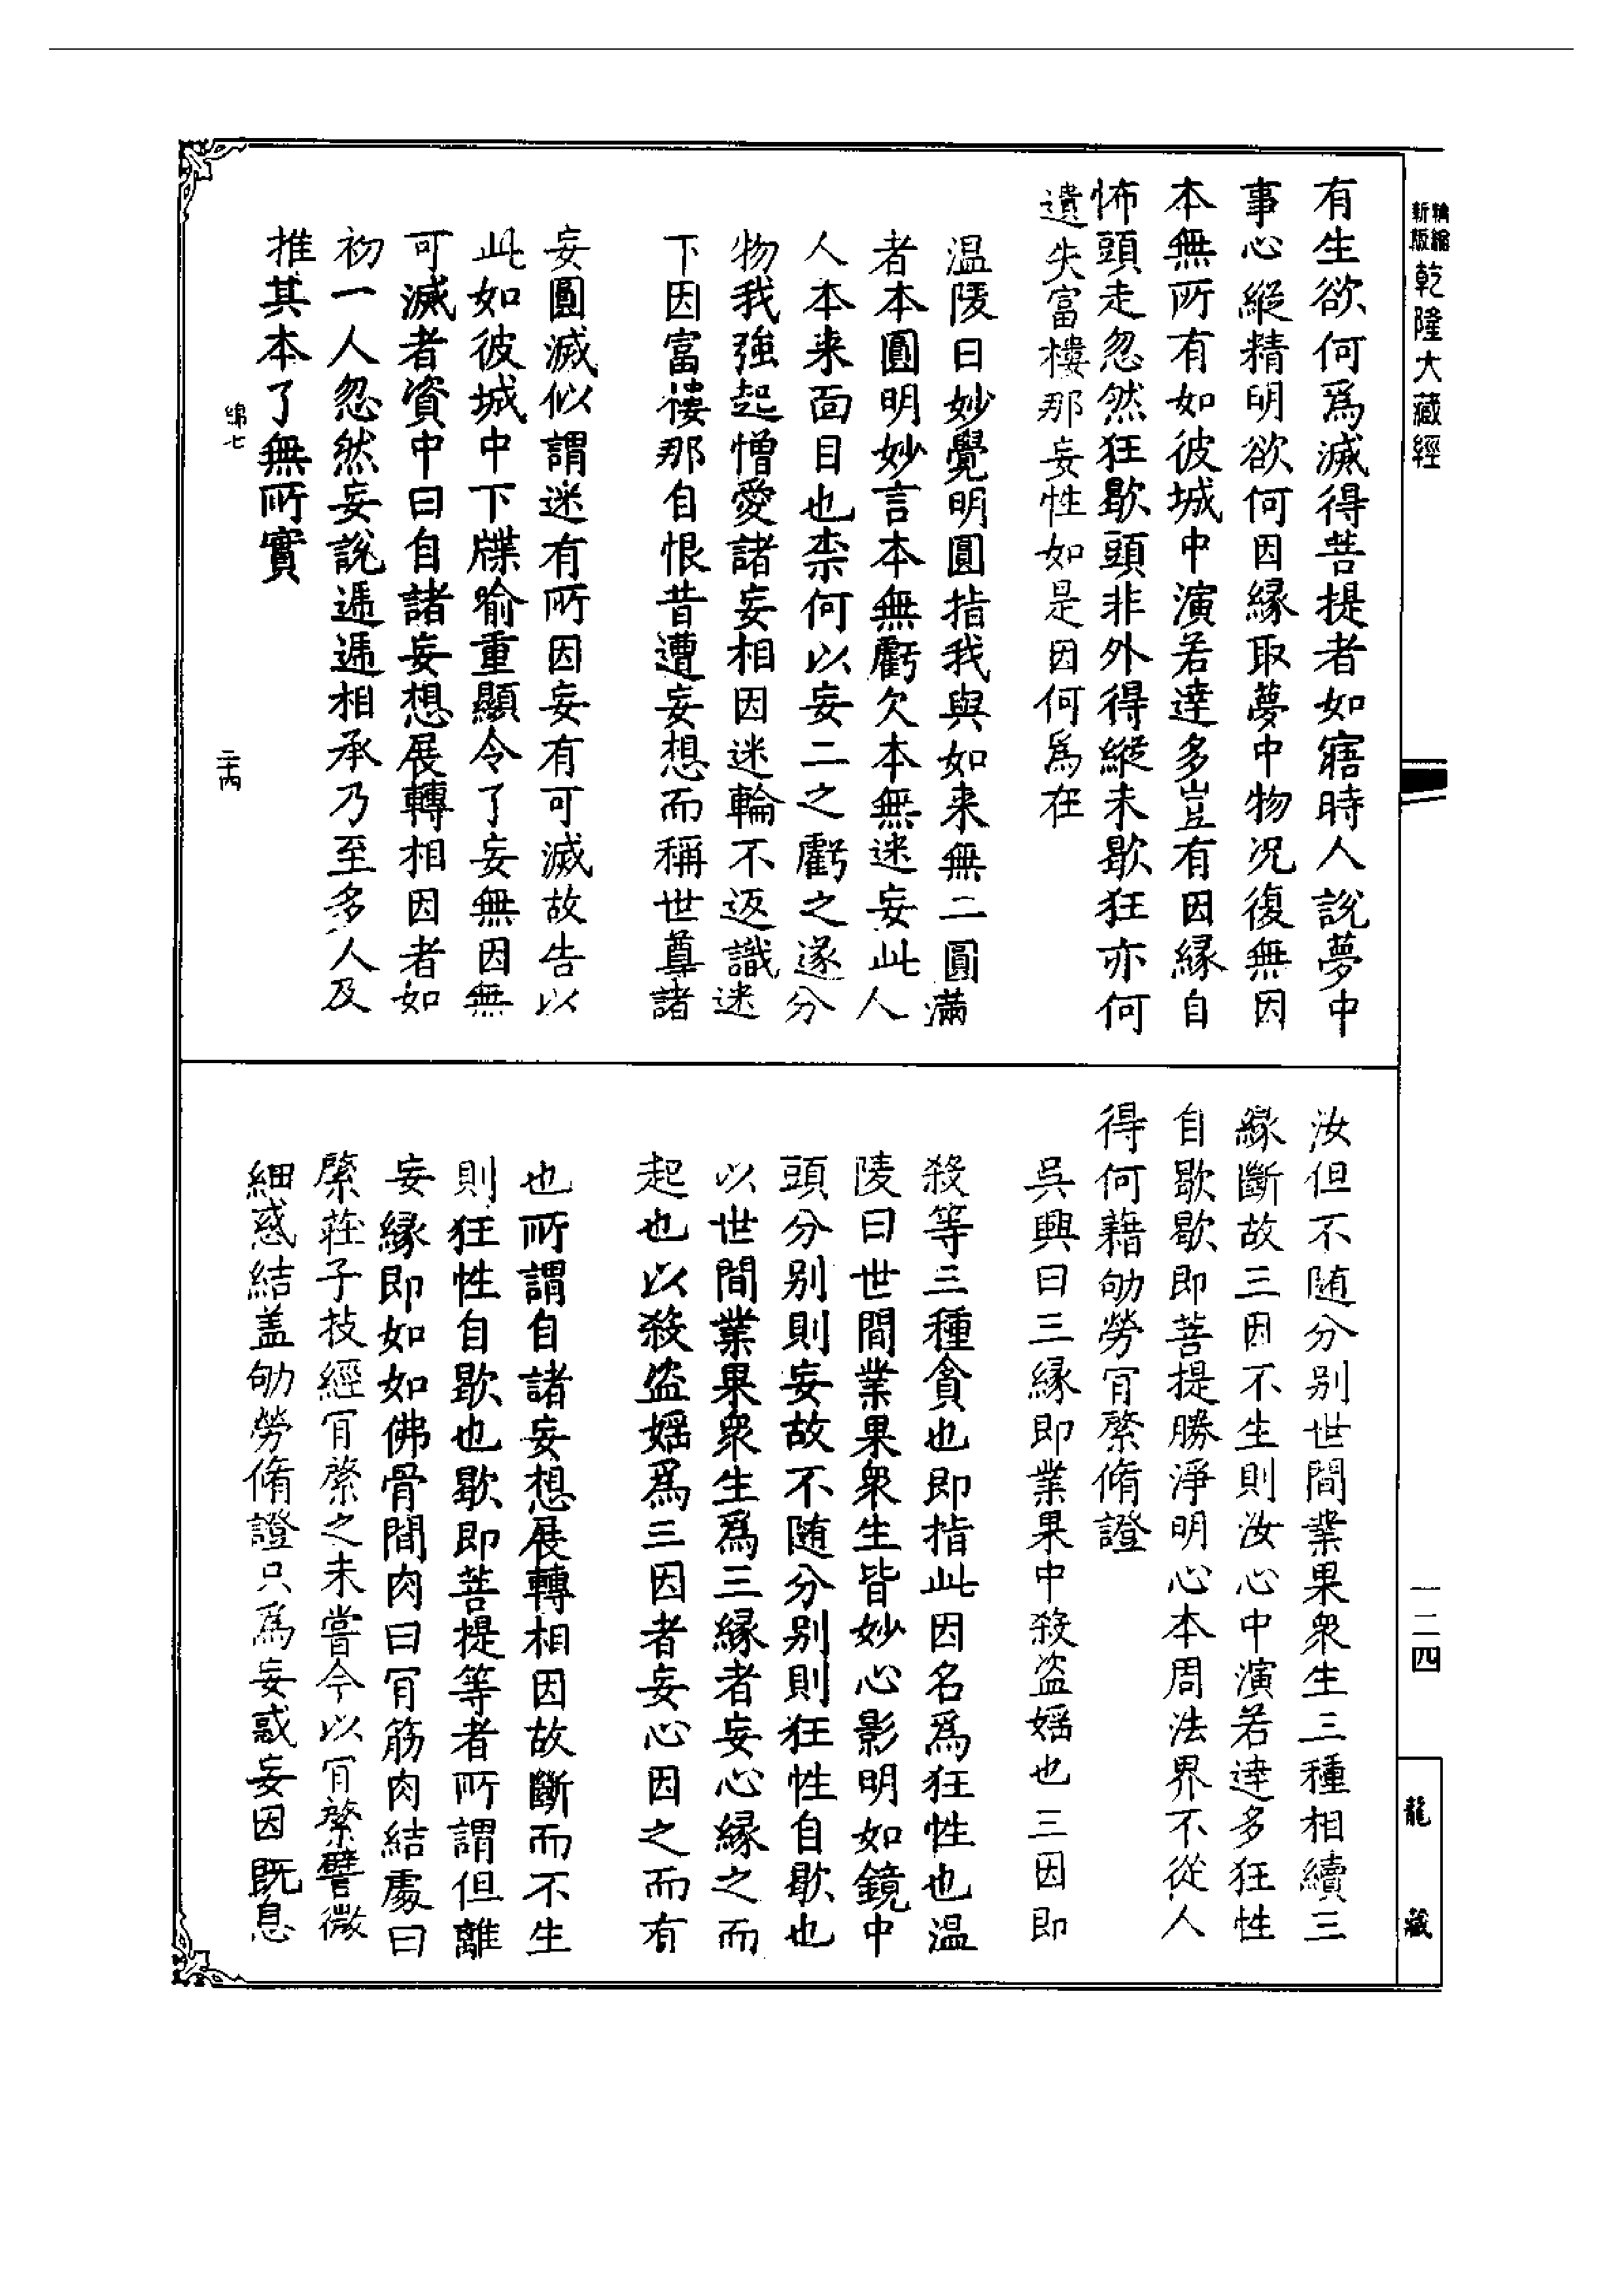 新版精縮乾隆大藏經
有生欲何為滅得菩提者如寤時人說夢中
事心縱精明欲何因緣取夢中物况復無因
本無所有如彼城中演若達多豈有因緣自
怖頭走忽然狂歇頭非外得縱未歇狂亦何
遺失富樓那妄性如是因何為在
溫陵曰妙覺明圓指我與如来無二圓滿
者本圓明妙言本無虧欠本無迷妄此人
人本来面目也柰何以妄二之虧之遂分
物我強起憎愛諸妄相因迷輪不返識迷
下因富樓那自恨昔遭妄想而稱世尊諸
妄圓滅似謂迷有所因妄有可滅故告以
此如彼城中下牒喻重顯令了妄無因無
可滅者資中曰自諸妄想展轉相因者如
初一人忽然妄說遞遞相承乃至多人及
推其本了無所實
綿七
三十四
汝但不随分别世間業果衆生三種相續三
緣斷故三因不生則汝心中演若達多狂性
自歇歇即菩提勝淨明心本周法界不從人
得何藉劬勞肎綮脩證
吳興曰三緣即業果中殺盗婬也三因即
殺等三種貪也即指此因名為狂性也溫
陵曰世間業果衆生皆妙心影明如鏡中
頭分别則妄故不随分别則狂性自歇也
以世間業果衆生為三緣者妄心緣之而
起也以殺盗婬為三因者妄心因之而有
也所謂自諸妄想展轉相因故斷而不生
則狂性自歇也歇即菩提等者所謂但離
妄緣即如如佛骨間肉曰肎筋肉結處曰
綮莊子技經肎綮之未甞今以肎綮譬微
細惑結盖劬勞脩證只為妄惑妄因既息
一二四
龍藏